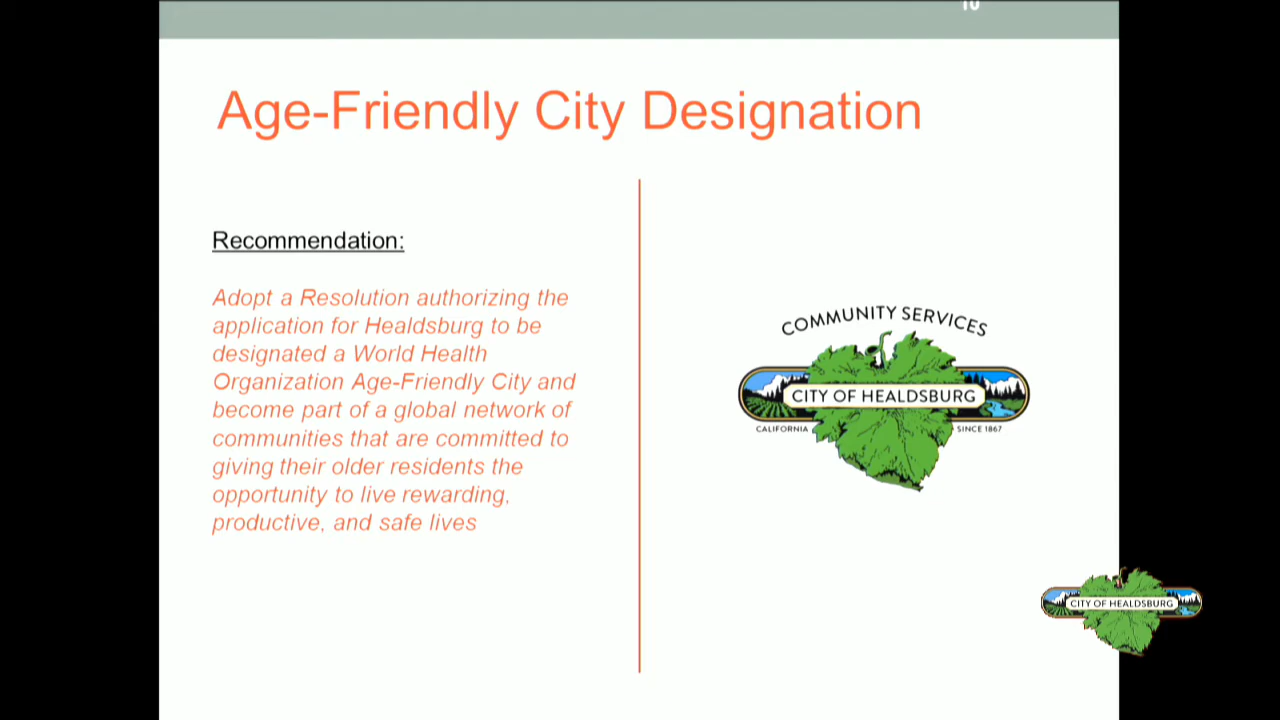 10
Age-Friendly City Designation
Recommendation:
Adopt a Resolution authorizing the
application for Healdsburg to be
designated a World Health
Organization Age-Friendly City and
become part of a global network of
communities that are committed to
giving their older residents the
opportunity to live rewarding,
productive, and safe lives
COMMUNITY SERVICES
CITY OF HEALDSBURG
CALIFORNIA SINCE 1867
CITY OF HEALDSBURG